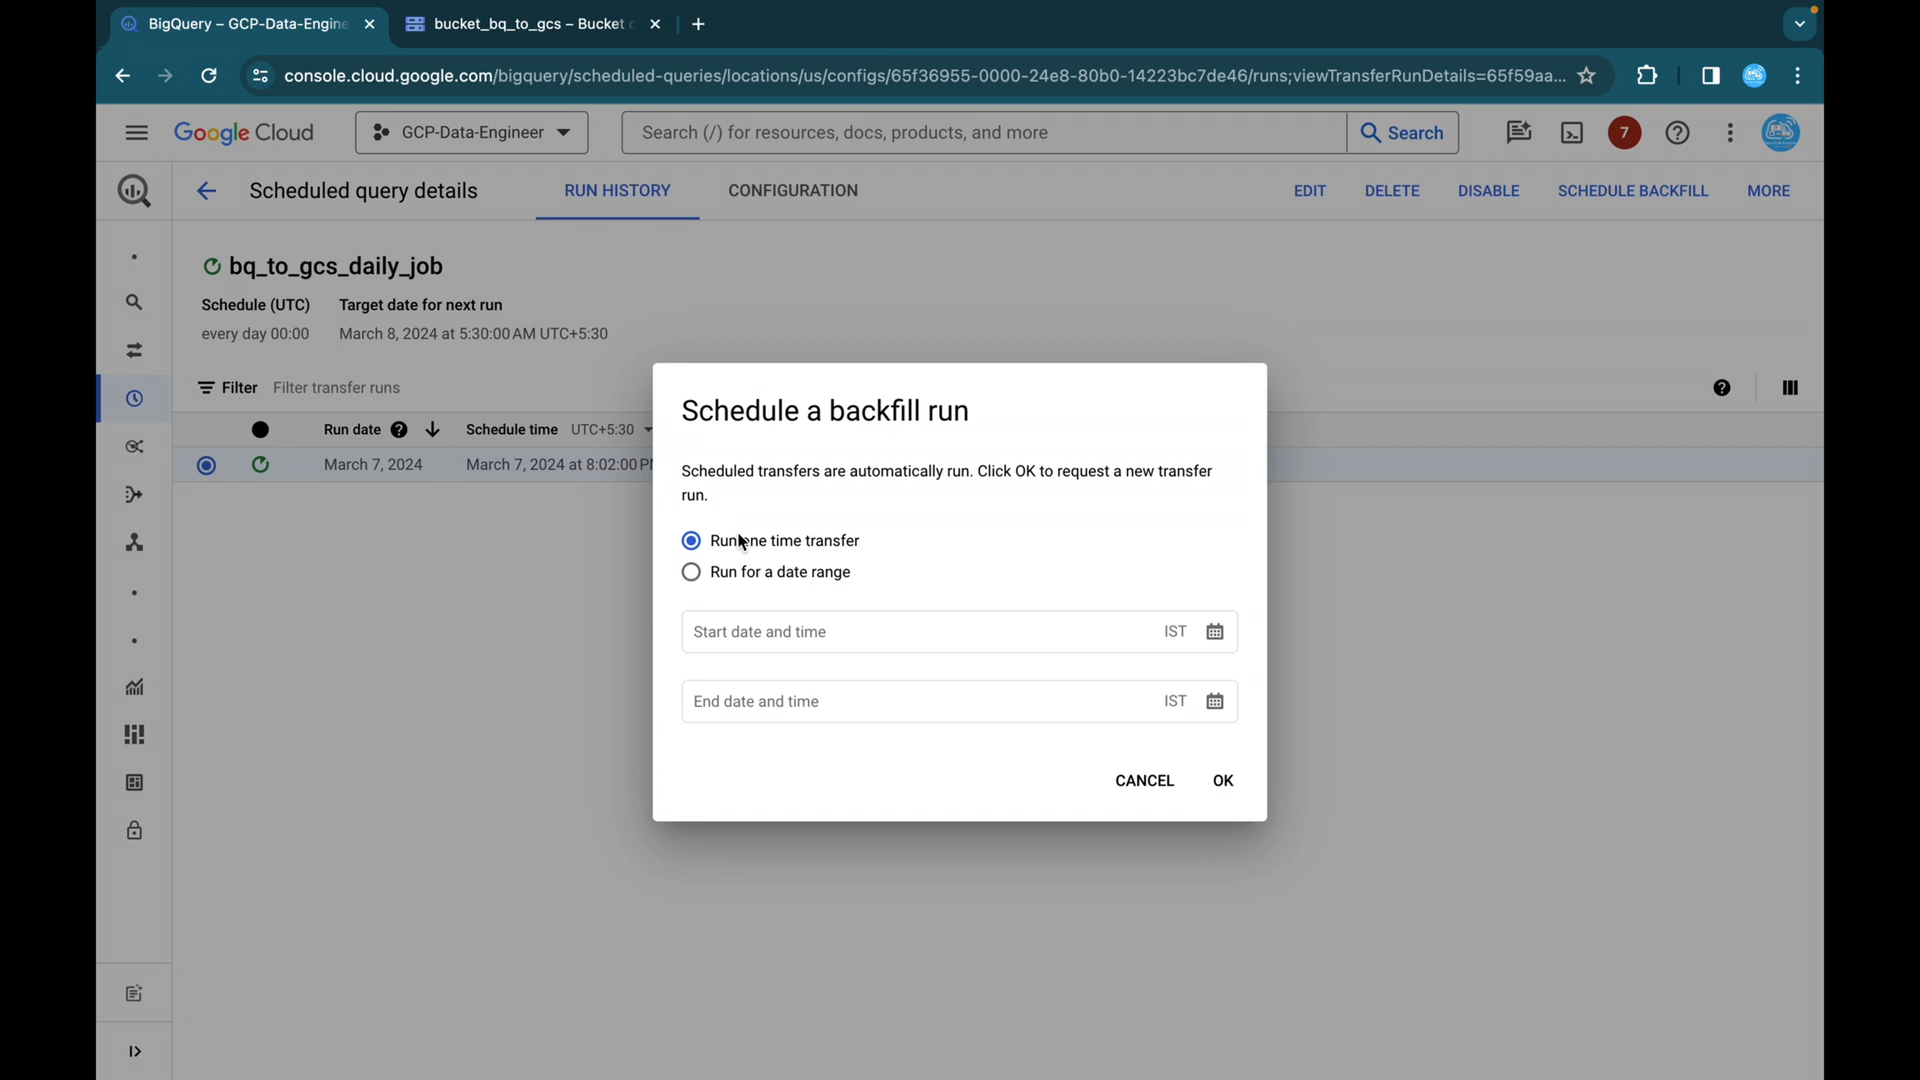 BigQuery – GCP-Data-Engine
bucket_bq_to_gcs – Bucket
console.cloud.google.com/bigquery/scheduled-queries/locations/us/configs/65f36955-0000-24e8-80b0-14223bc7de46/runs;viewTransferRunDetails=65f59aa...
Google Cloud
GCP-Data-Engineer
Search (/) for resources, docs, products, and more
Search
7
Scheduled query details
RUN HISTORY
CONFIGURATION
EDIT
DELETE
DISABLE
SCHEDULE BACKFILL
MORE
bq_to_gcs_daily_job
Schedule (UTC)
Target date for next run
every day 00:00
March 8, 2024 at 5:30:00 AM UTC+5:30
Filter
Filter transfer runs
Run date
Schedule time
UTC+5:30
March 7, 2024
March 7, 2024 at 8:02:00 P
Schedule a backfill run
Scheduled transfers are automatically run. Click OK to request a new transfer
run.
Run one time transfer
Run for a date range
Start date and time
IST
End date and time
IST
CANCEL
OK